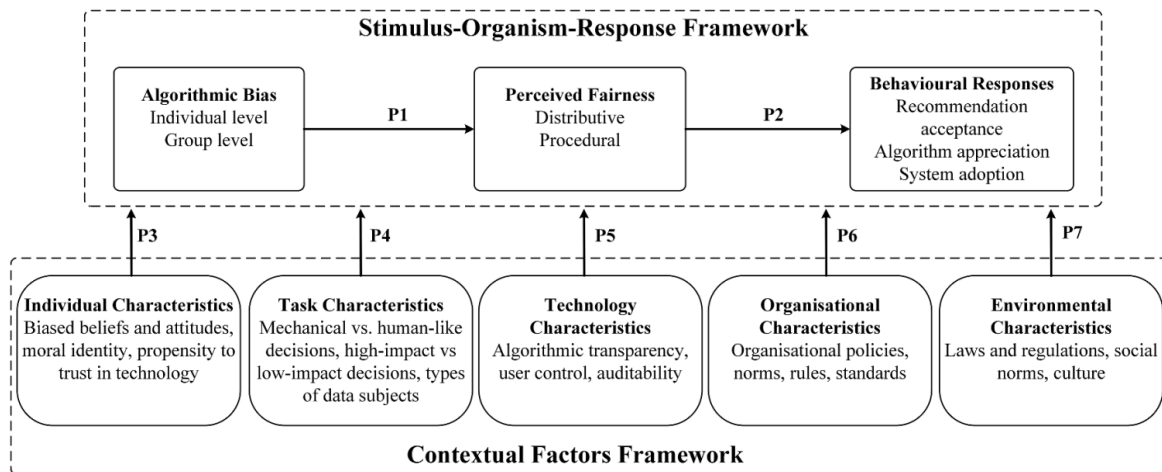 Stimulus-Organism-Response Framework
Algorithmic Bias
Individual level
Group level
P1
Perceived Fairness
Distributive
Procedural
P2
Behavioural Responses
Recommendation
acceptance
Algorithm appreciation
System adoption
P3
P4
P5
P6
P7
Individual Characteristics
Biased beliefs and attitudes,
moral identity, propensity to
trust in technology
Task Characteristics
Mechanical vs. human-like
decisions, high-impact vs
low-impact decisions, types
of data subjects
Technology
Characteristics
Algorithmic transparency,
user control, auditability
Organisational
Characteristics
Organisational policies,
norms, rules, standards
Environmental
Characteristics
Laws and regulations, social
norms, culture
Contextual Factors Framework